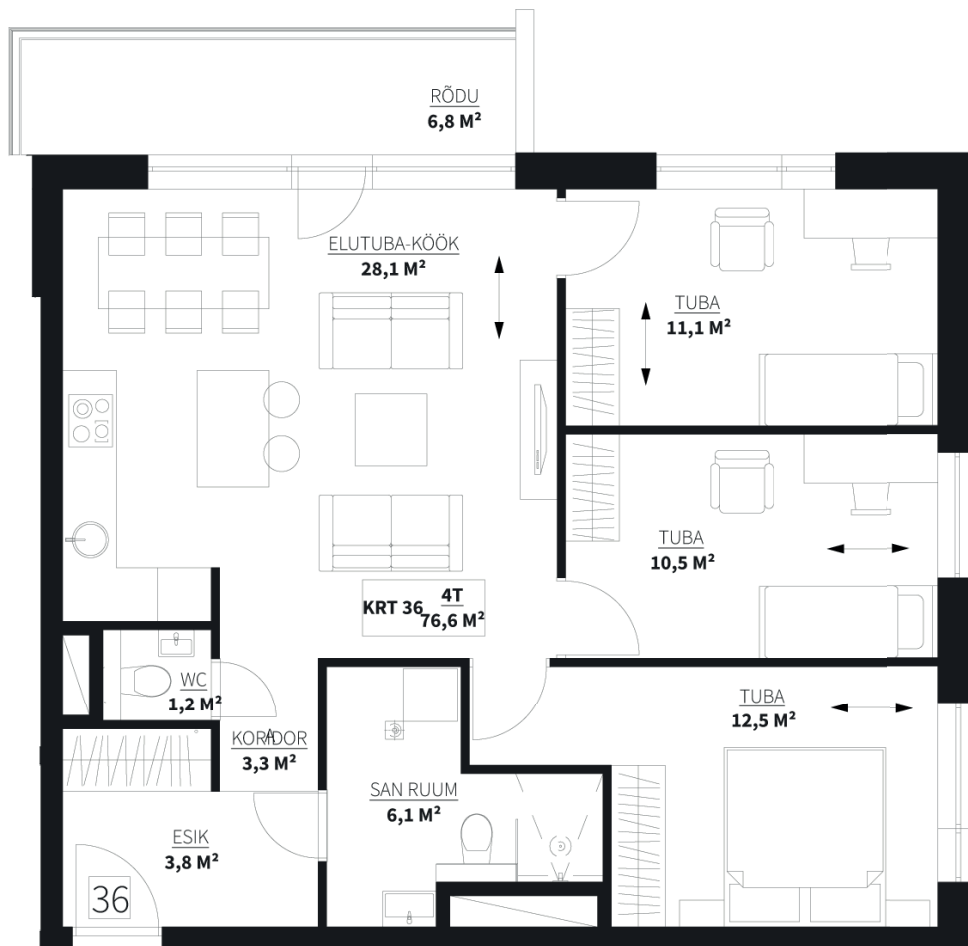 RÕDU
6,8 M²
ELUTUBA-KÖÖK
28,1 M²
TUBA
11,1 M²
TUBA
10,5 M²
KRT 36
4T
76,6 M²
WC
1,2 M²
TUBA
12,5 M²
A
KORIDOR
3,3 M²
SAN RUUM
6,1 M²
ESIK
3,8 M²
36